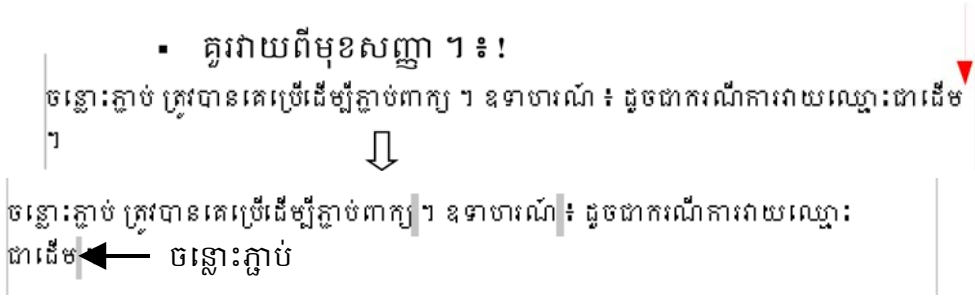 ▪ គួរវាយពីមុខសញ្ញា ។ ៖ !
ចន្លោះភ្ជាប់ ត្រូវបានគេប្រើដើម្បីភ្ជាប់ពាក្យ ។ ឧទាហរណ៍ ៖ ដូចជាករណីការវាយឈ្មោះជាដើម
។
ចន្លោះភ្ជាប់ ត្រូវបានគេប្រើដើម្បីភ្ជាប់ពាក្យ ។ ឧទាហរណ៍ ៖ ដូចជាករណីការវាយឈ្មោះ
ជាដើម ។ ចន្លោះភ្ជាប់